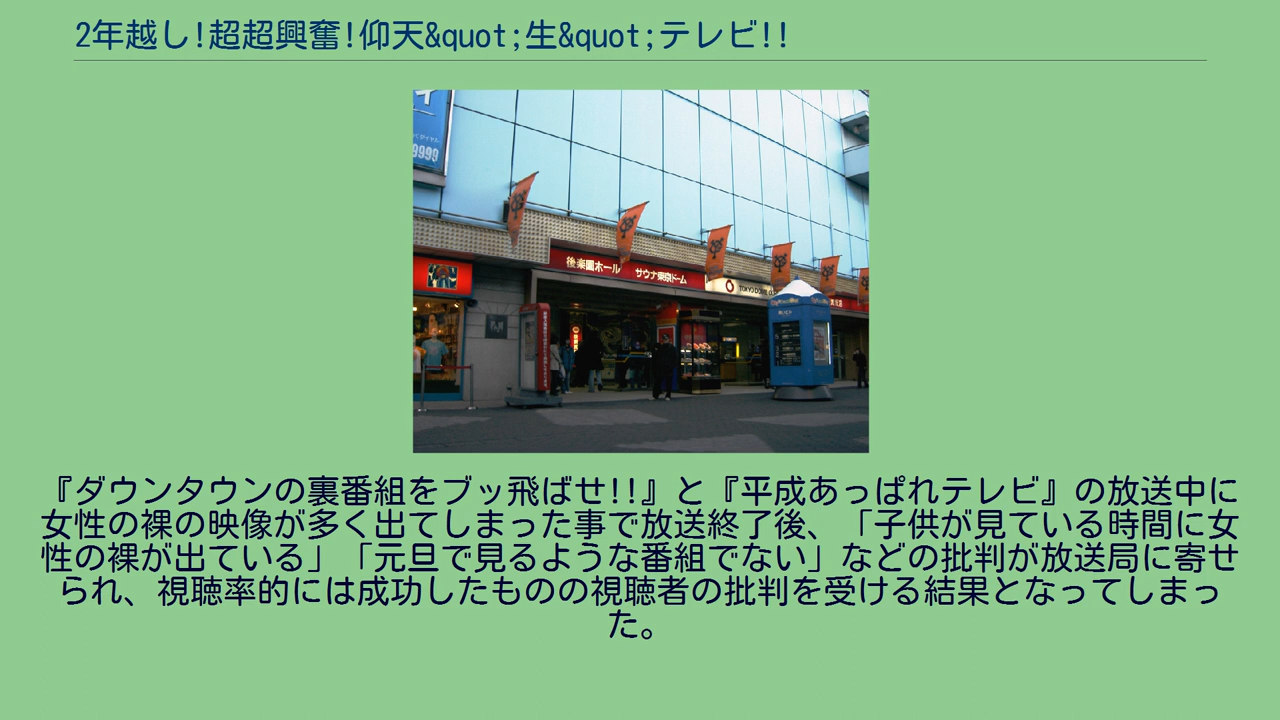 2年越し!超超興奮!仰天&quot;生&quot;テレビ!!
9999
後楽園ホール サウナ東京ドーム
TOKYO DOME
『ダウンタウンの裏番組をブッ飛ばせ!!』と『平成あっぱれテレビ』の放送中に
女性の裸の映像が多く出てしまった事で放送終了後、「子供が見ている時間に女
性の裸が出ている」「元旦で見るような番組でない」などの批判が放送局に寄せ
られ、視聴率的には成功したものの視聴者の批判を受ける結果となってしまっ
た。